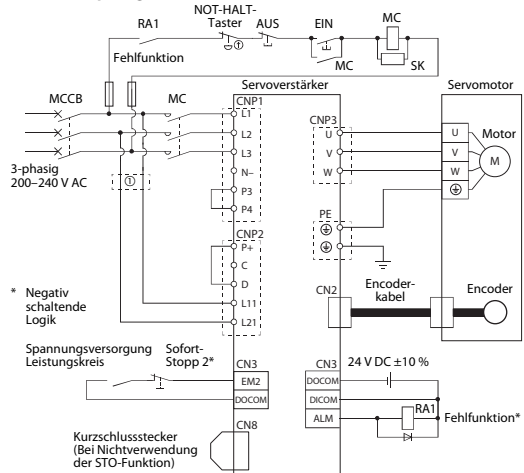 NOT-HALT-
Taster
RA1
AUS
EIN
MC
Fehlfunktion
MC
SK
MCCB
MC
Servoverstärker
Servomotor
CNP1
L1
L2
L3
N–
P3
P4
CNP3
U
V
W
U
V
W
Motor
M
3-phasig
200–240 V AC
①
PE
CNP2
P+
C
D
L11
L21
CN2
Encoder-
kabel
Encoder
* Negativ
schaltende
Logik
Spannungsversorgung
Leistungskreis
Sofort-
Stopp 2*
CN3
EM2
DOCOM
CN3
DOCOM
DICOM
ALM
24 V DC ±10 %
RA1
Fehlfunktion*
CN8
Kurzschlussstecker
(Bei Nichtverwendung
der STO-Funktion)